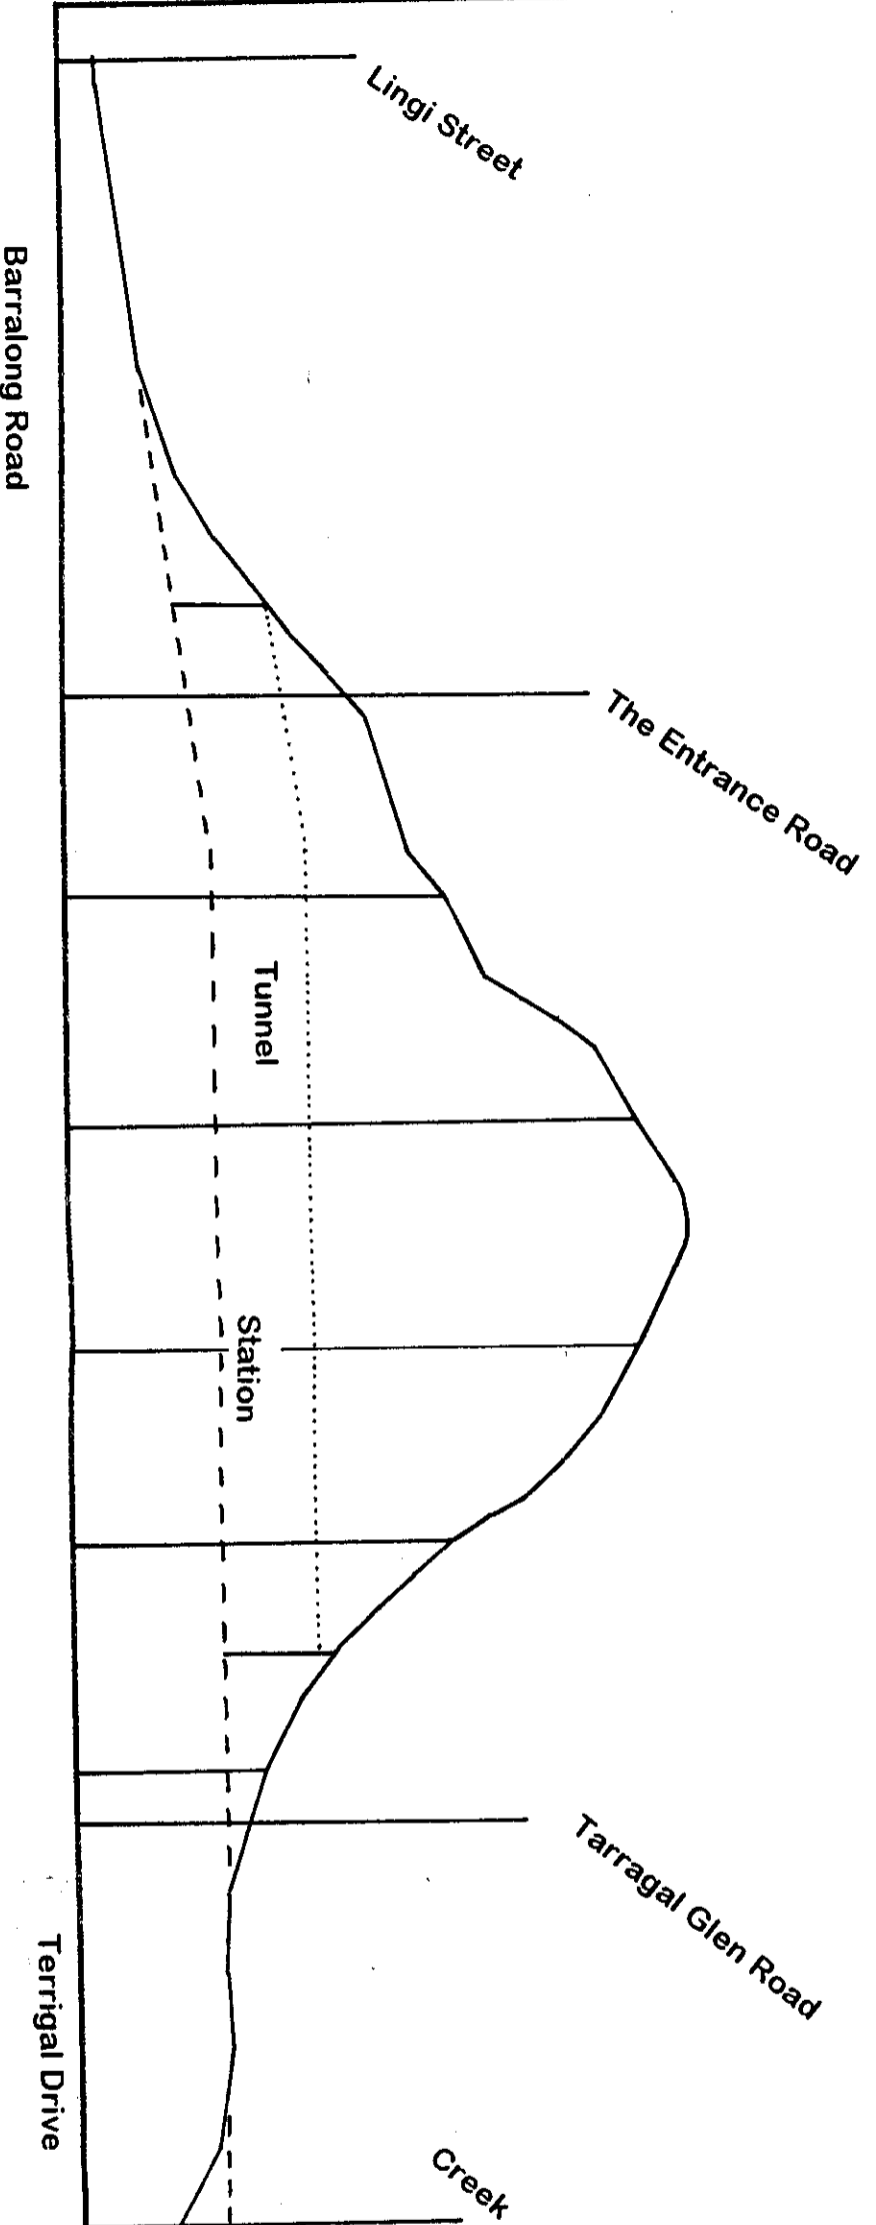 Lingi Street
The Entrance Road
Tarragal Glen Road
Creek
Tunnel
Station
Barralong Road
Terrigal Drive